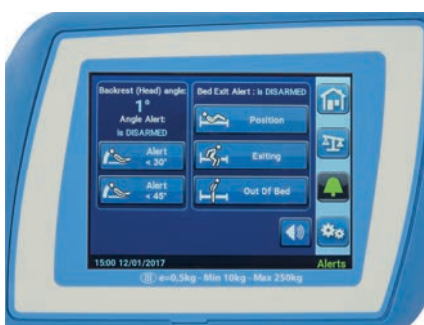 Backrest (Head) angle:
1°
Angle Alert:
is DISARMED
Alert
< 30°
Alert
< 45°
Bed Exit Alert : is DISARMED
Position
Exiting
Out Of Bed
15:00 12/01/2017
Alerts
e=0,5kg - Min 10kg - Max 250kg